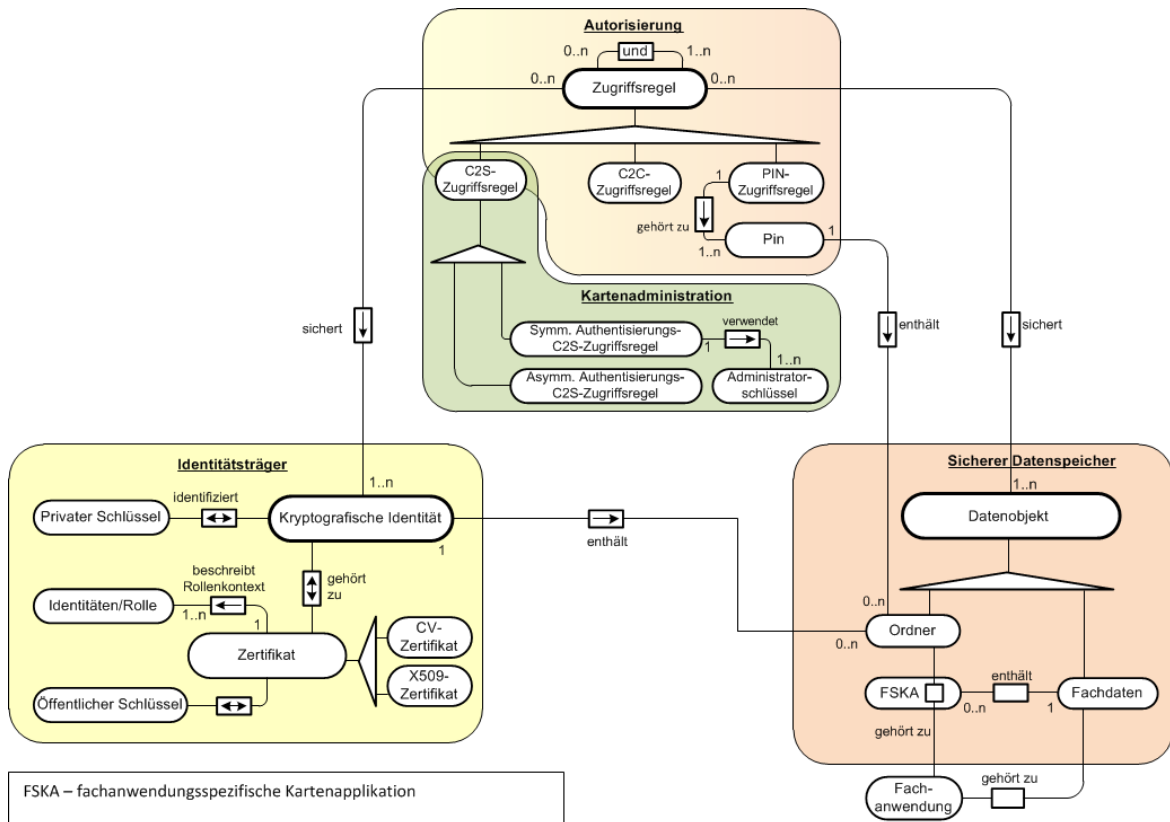 Autorisierung
0..n
und
1..n
0..n
Zugriffsregel
0..n
C2S-
Zugriffsregel
C2C-
Zugriffsregel
PIN-
Zugriffsregel
1
gehört zu
1..n
Pin
1
Kartenadministration
sichert
Symm. Authentisierungs-
C2S-Zugriffsregel
1
verwendet
1..n
Asymm. Authentisierungs-
C2S-Zugriffsregel
Administrator-
schlüssel
enthält
sichert
Identitätsträger
1..n
Privater Schlüssel
identifiziert
Kryptografische Identität
1
enthält
beschreibt
Rollenkontext
gehört
zu
Identitäten/Rolle
1..n
1
Zertifikat
CV-
Zertifikat
X509-
Zertifikat
Öffentlicher Schlüssel
Sicherer Datenspeicher
1..n
Datenobjekt
0..n
0..n
Ordner
FSKA
0..n
enthält
1
Fachdaten
gehört zu
Fach-
anwendung
gehört zu
FSKA – fachanwendungsspezifische Kartenapplikation